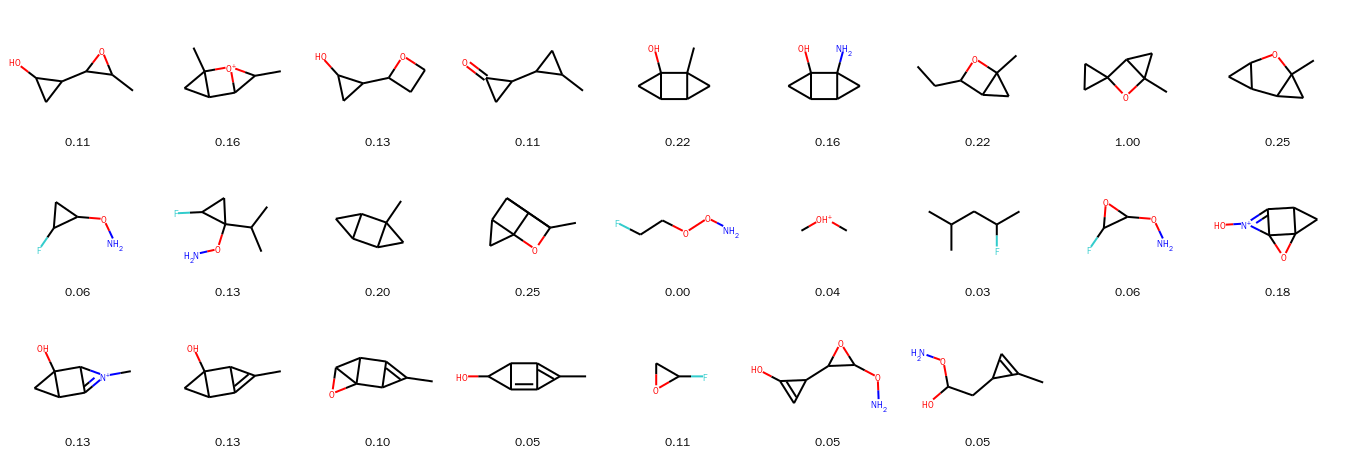 HO O O+ HO O O HO HO NH2 O O O
0.11 0.16 0.13 0.11 0.22 0.16 0.22 1.00 0.25
F O NH2 F O H2N O F O O NH2 OH+ F O O F NH2 HO N+ O
0.06 0.13 0.20 0.25 0.00 0.04 0.03 0.06 0.18
OH N+ OH O HO O F HO O O NH2 H2N O HO
0.13 0.13 0.10 0.05 0.11 0.05 0.05